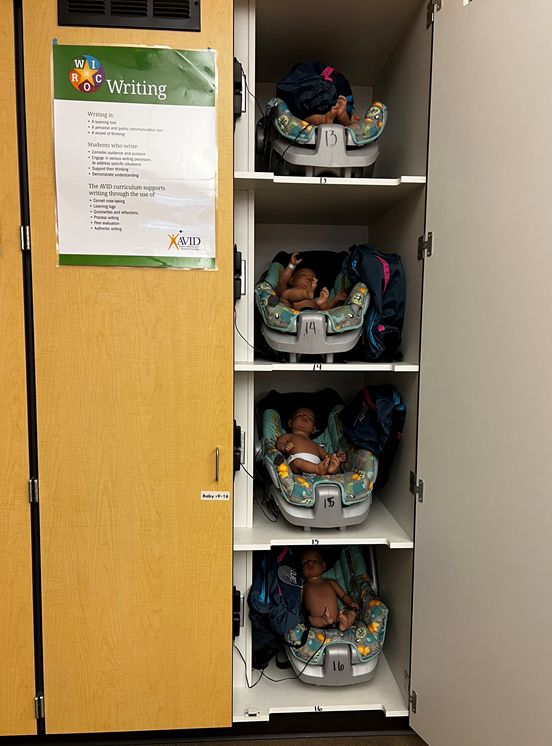 WI
ROC
Writing
Writing is:
• A learning tool
• A personal and public communication tool
• A record of thinking
Students who write:
• Consider audience and purpose
• Engage in various writing processes
to address specific situations
• Support their thinking
• Demonstrate understanding
The AVID curriculum supports
writing through the use of:
• Cornell note-taking
• Learning logs
• Quickwrites and reflections
• Process writing
• Peer evaluation
• Authentic writing
AVID
13
13
14
14
15
15
Baby #9-16
16
16